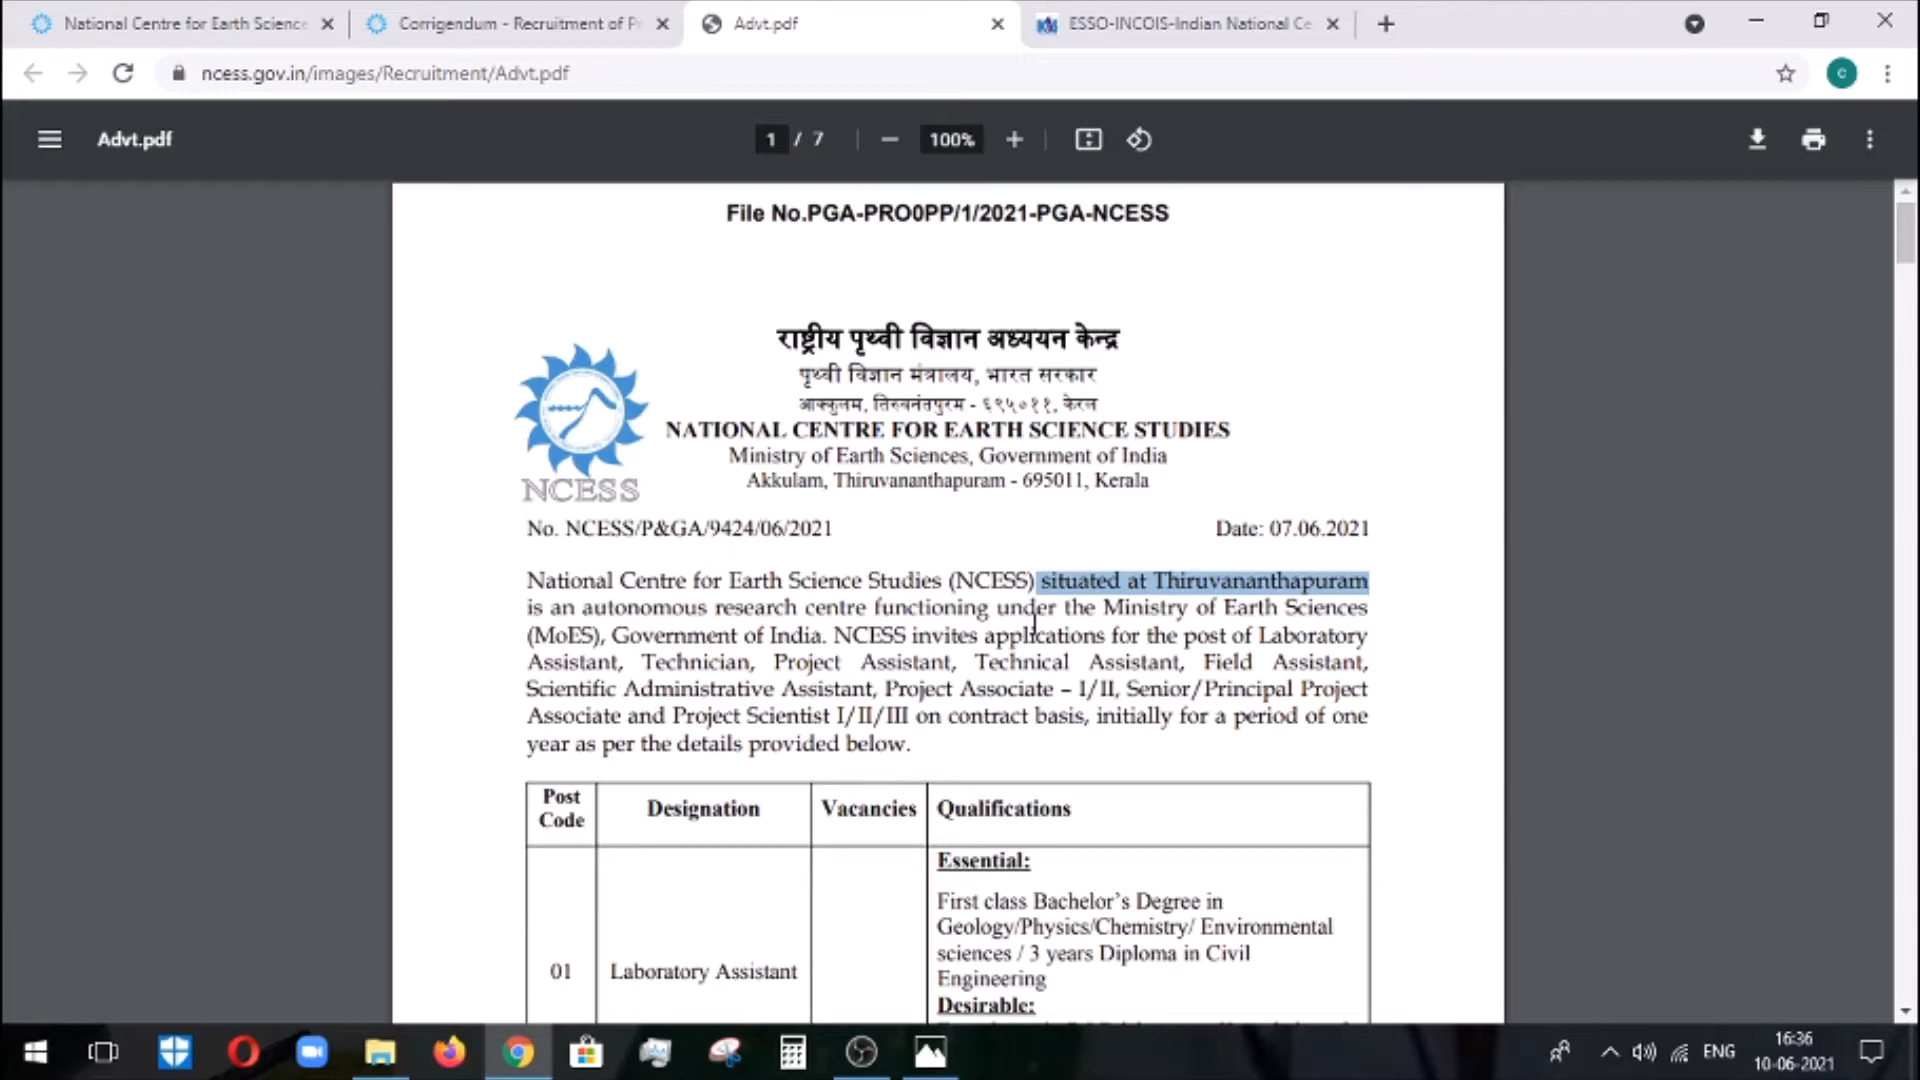 National Centre for Earth Science
Corrigendum - Recruitment of P
Advt.pdf
ESSO-INCOIS-Indian National Ce
ncess.gov.in/images/Recruitment/Advt.pdf
C
Advt.pdf
1 / 7
100%
File No.PGA-PRO0PP/1/2021-PGA-NCESS
राष्ट्रीय पृथ्वी विज्ञान अध्ययन केन्द्र
पृथ्वी विज्ञान मंत्रालय, भारत सरकार
आक्कुलम, तिरुवनंतपुरम - ६९५०११, केरल
NATIONAL CENTRE FOR EARTH SCIENCE STUDIES
Ministry of Earth Sciences, Government of India
Akkulam, Thiruvananthapuram - 695011, Kerala
NCESS
No. NCESS/P&GA/9424/06/2021 Date: 07.06.2021
National Centre for Earth Science Studies (NCESS) situated at Thiruvananthapuram
is an autonomous research centre functioning under the Ministry of Earth Sciences
(MoES), Government of India. NCESS invites applications for the post of Laboratory
Assistant, Technician, Project Assistant, Technical Assistant, Field Assistant,
Scientific Administrative Assistant, Project Associate – I/II, Senior/Principal Project
Associate and Project Scientist I/II/III on contract basis, initially for a period of one
year as per the details provided below.
Post Code Designation Vacancies Qualifications
Essential:
First class Bachelor's Degree in
Geology/Physics/Chemistry/ Environmental
sciences / 3 years Diploma in Civil
01 Laboratory Assistant Engineering
Desirable:
ENG
16:36
10-06-2021